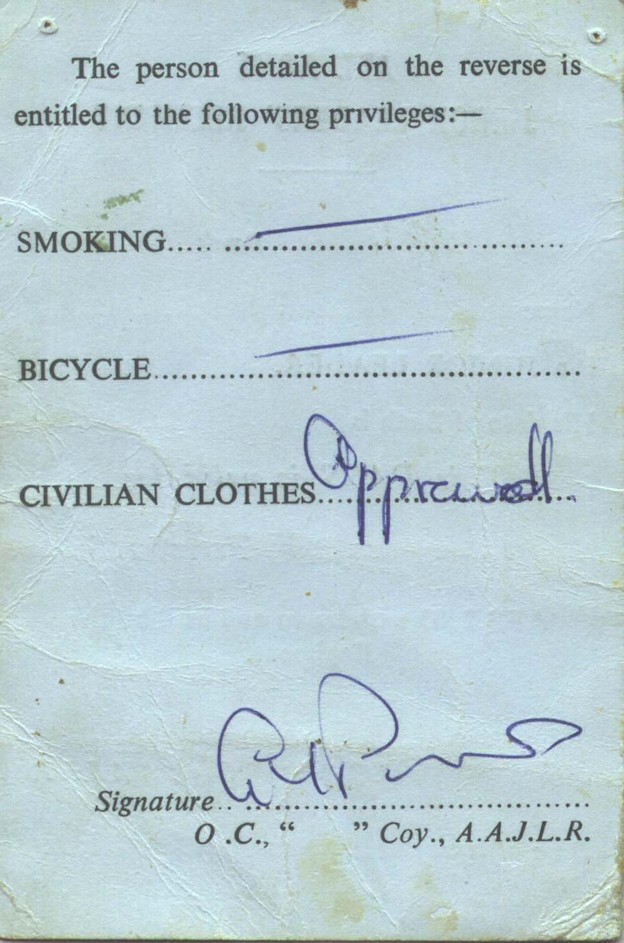 The person detailed on the reverse is
entitled to the following privileges:—
SMOKING..... ........................................
BICYCLE..................................................
CIVILIAN CLOTHES....Approved..
Signature..............................................
O .C., “ ” Coy., A.A.J.L.R.